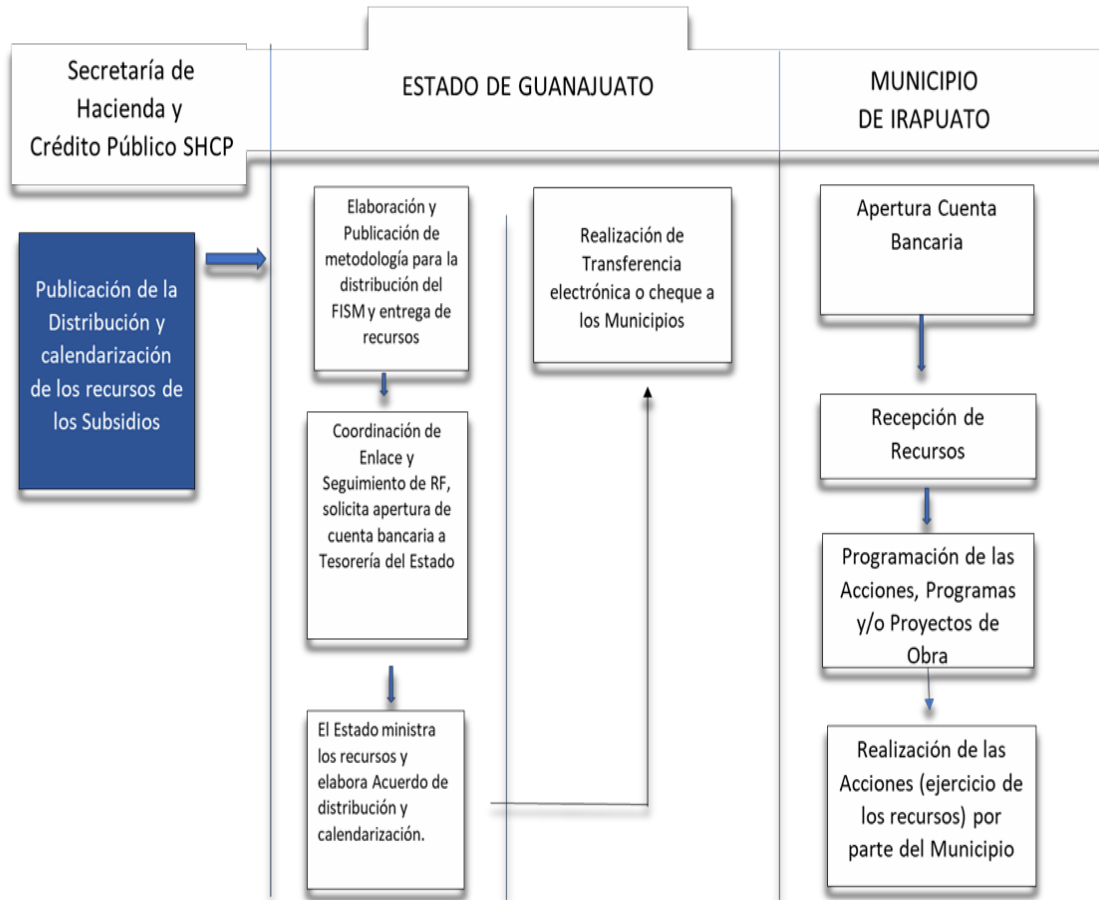 Secretaría de
Hacienda y
Crédito Público SHCP
ESTADO DE GUANAJUATO
MUNICIPIO
DE IRAPUATO
Publicación de la
Distribución y
calendarización
de los recursos de
los Subsidios
Elaboración y
Publicación de
metodología para la
distribución del
FISM y entrega de
recursos
Coordinación de
Enlace y
Seguimiento de RF,
solicita apertura de
cuenta bancaria a
Tesorería del Estado
El Estado ministra
los recursos y
elabora Acuerdo de
distribución y
calendarización.
Realización de
Transferencia
electrónica o cheque a
los Municipios
Apertura Cuenta
Bancaria
Recepción de
Recursos
Programación de las
Acciones, Programas
y/o Proyectos de
Obra
Realización de las
Acciones (ejercicio de
los recursos) por
parte del Municipio